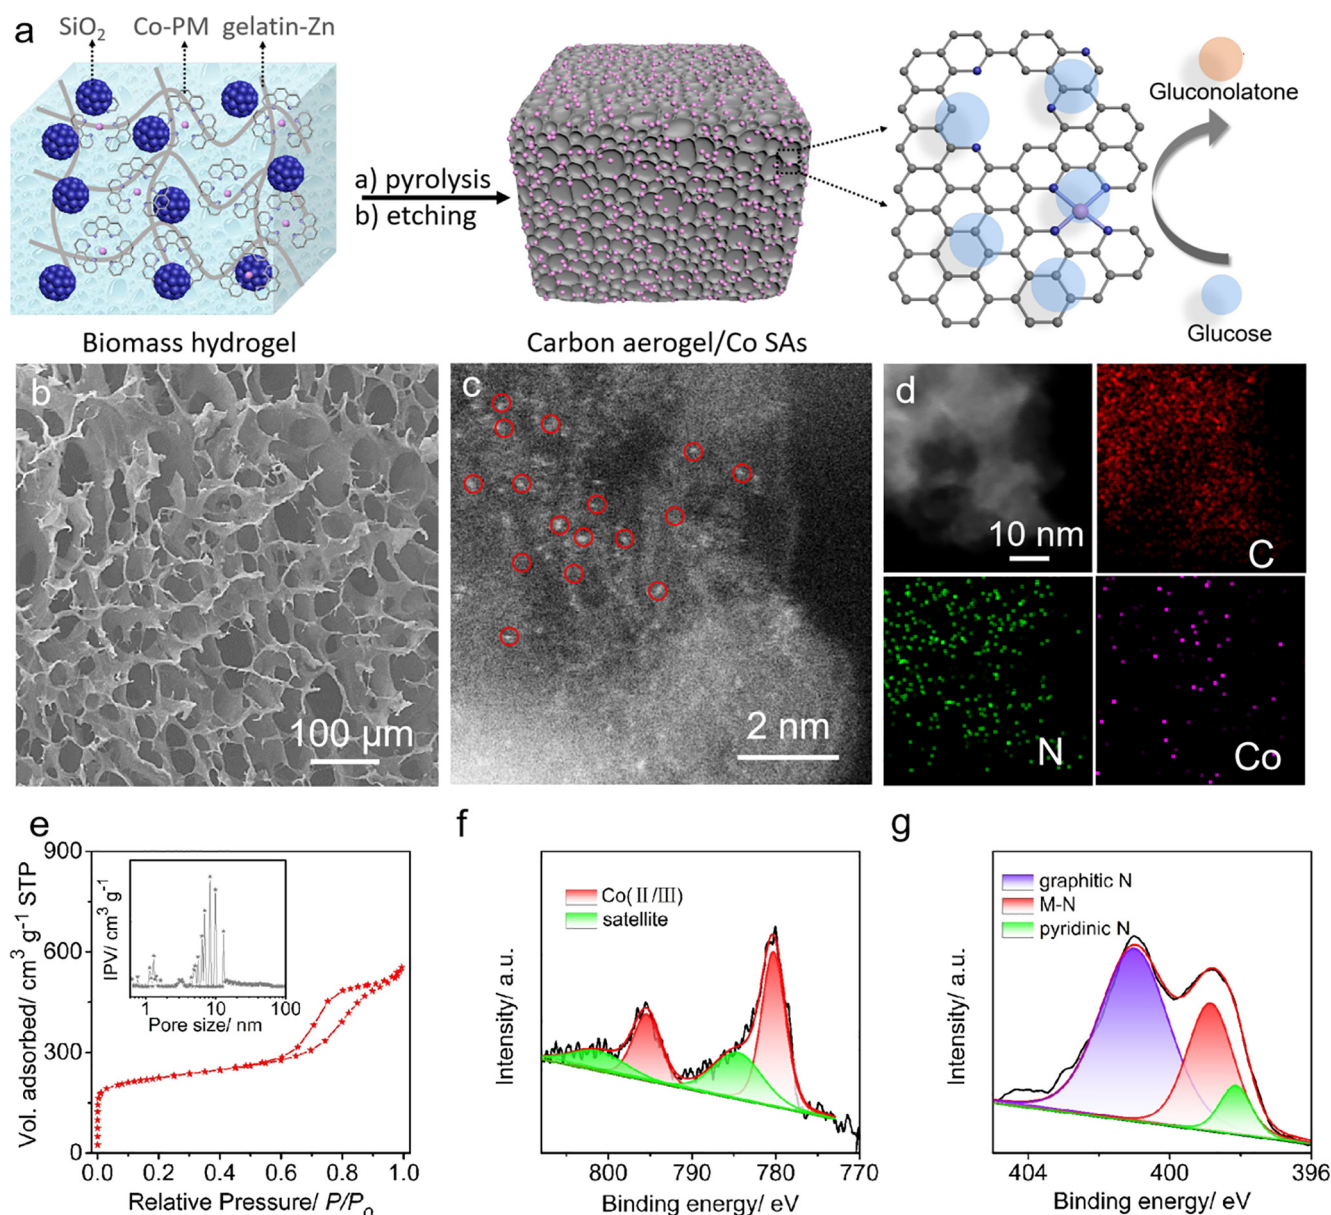 a
SiO2 Co-PM gelatin-Zn
a) pyrolysis
b) etching
Gluconolatone
Glucose
Biomass hydrogel
Carbon aerogel/Co SAs
b
100 μm
c
2 nm
d
10 nm
C
N
Co
e
Vol. adsorbed/ cm³ g⁻¹ STP
900
600
300
0
0.0 0.2 0.4 0.6 0.8 1.0
Relative Pressure/ P/Po
IPV/ cm³ g⁻¹
1 10 100
Pore size/ nm
f
Intensity/ a.u.
Co(Ⅱ/Ⅲ)
satellite
800 790 780 770
Binding energy/ eV
g
Intensity/ a.u.
graphitic N
M-N
pyridinic N
404 400 396
Binding energy/ eV